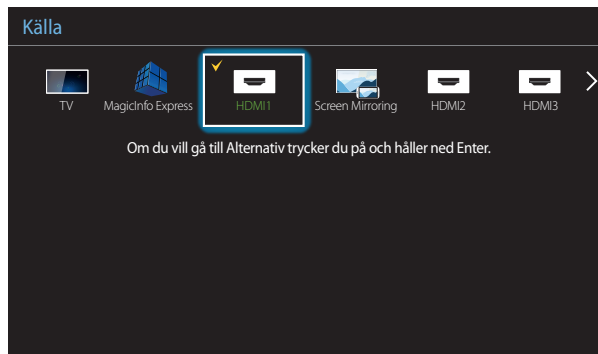 Källa
TV MagicInfo Express HDMI1 Screen Mirroring HDMI2 HDMI3
Om du vill gå till Alternativ trycker du på och håller ned Enter.